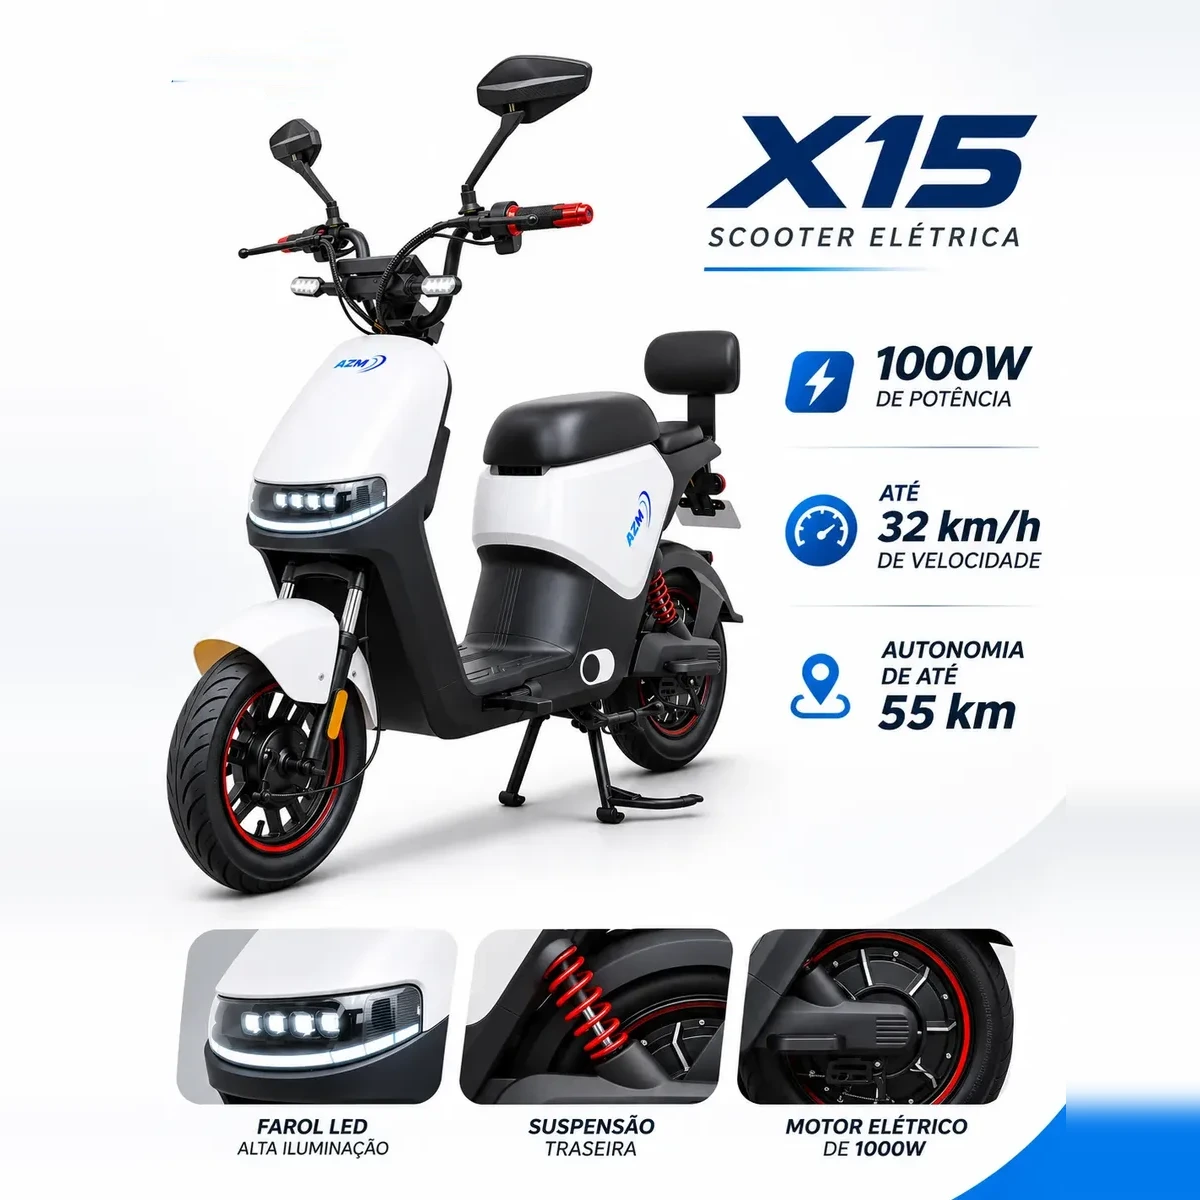 X15
SCOOTER ELÉTRICA
AZM
1000W
DE POTÊNCIA
ATÉ
32 km/h
DE VELOCIDADE
AZM
AUTONOMIA
DE ATÉ
55 km
FAROL LED
ALTA ILUMINAÇÃO
SUSPENSÃO
TRASEIRA
MOTOR ELÉTRICO
DE 1000W